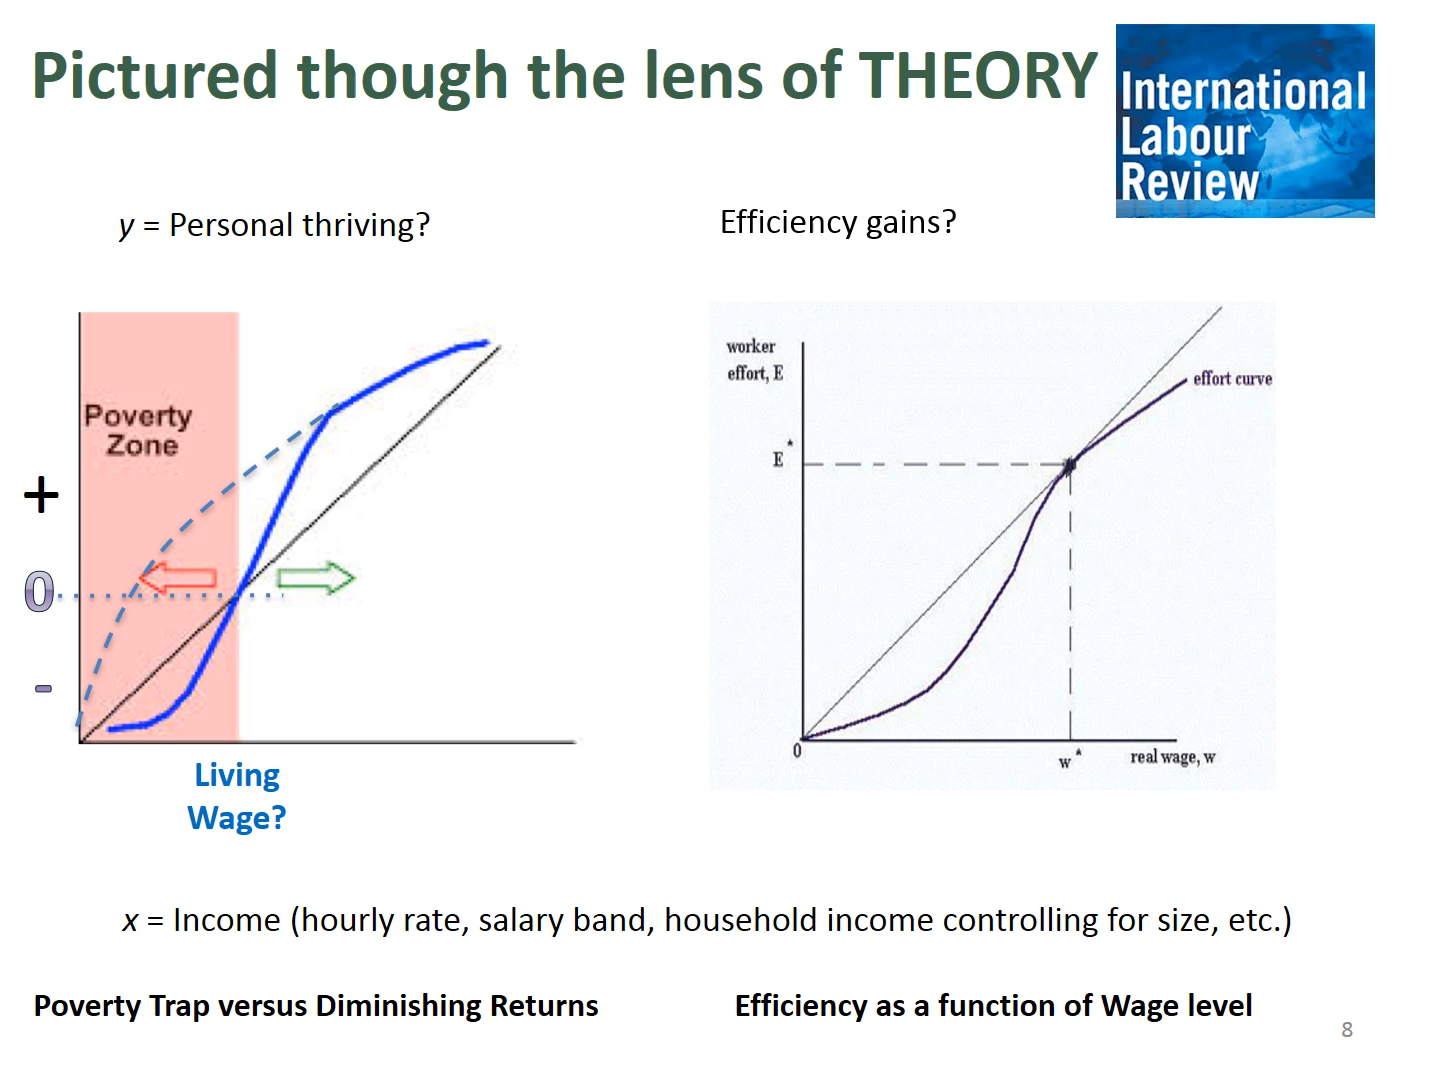 Pictured though the lens of THEORY
International
Labour
Review
y = Personal thriving?
Efficiency gains?
Poverty
Zone
+
0
-
Living
Wage?
worker
effort, E
effort curve
E*
0
w*
real wage, w
x = Income (hourly rate, salary band, household income controlling for size, etc.)
Poverty Trap versus Diminishing Returns
Efficiency as a function of Wage level
8